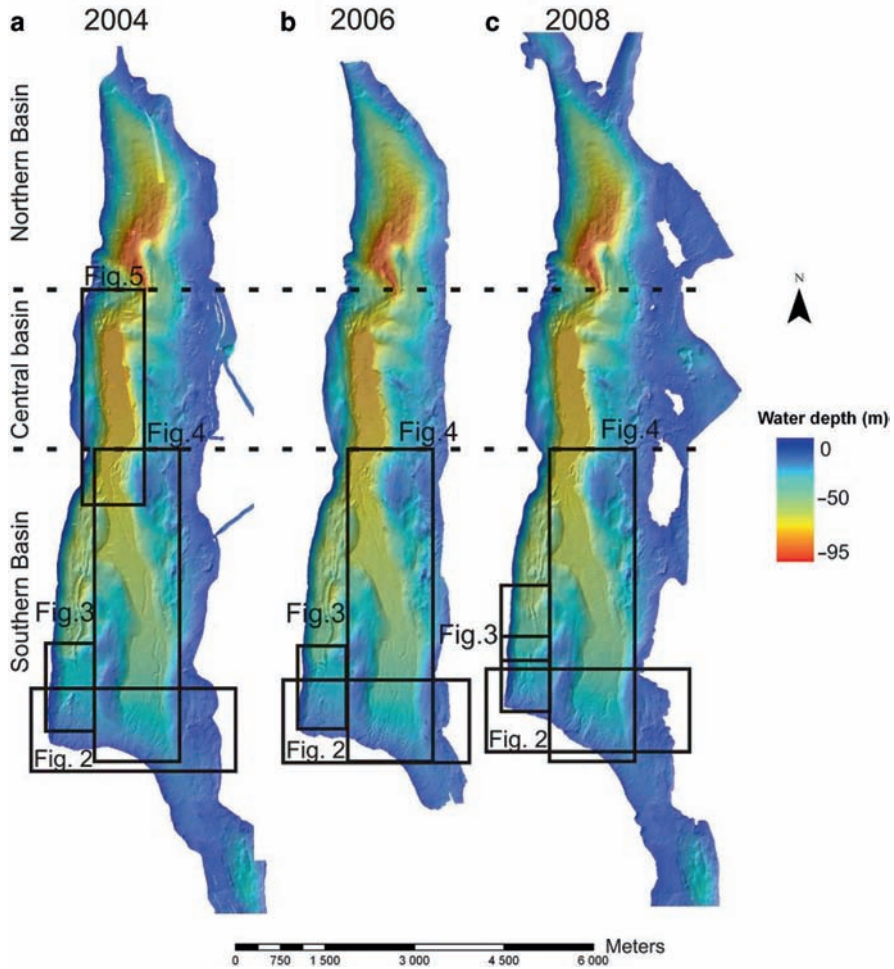 a
2004
b
2006
c
2008
Northern Basin
Central basin
Southern Basin
Fig.5
Fig.4
Fig.4
Fig.4
Fig.3
Fig.3
Fig.3
Fig. 2
Fig. 2
Fig. 2
N
Water depth (m)
0
-50
-95
Meters
0 750 1 500 3 000 4 500 6 000